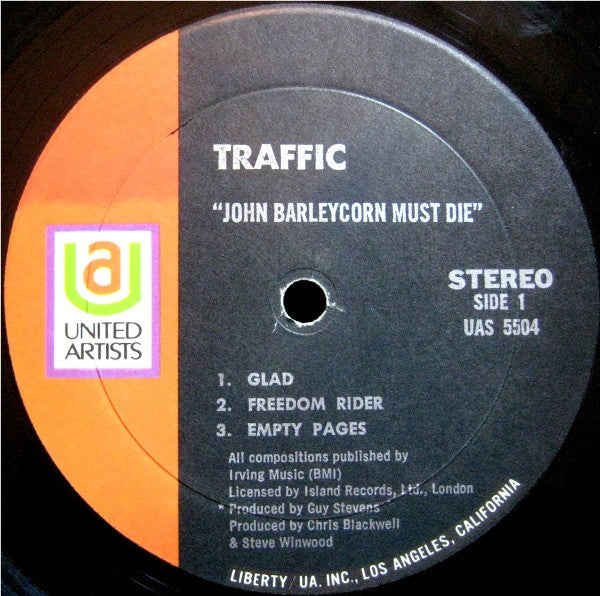 TRAFFIC
"JOHN BARLEYCORN MUST DIE"
STEREO
SIDE 1
UAS 5504
ua
UNITED
ARTISTS
1. GLAD
2. FREEDOM RIDER
3. EMPTY PAGES
All compositions published by
Irving Music (BMI)
Licensed by Island Records, Ltd., London
* Produced by Guy Stevens
Produced by Chris Blackwell
& Steve Winwood
LIBERTY/UA. INC., LOS ANGELES, CALIFORNIA